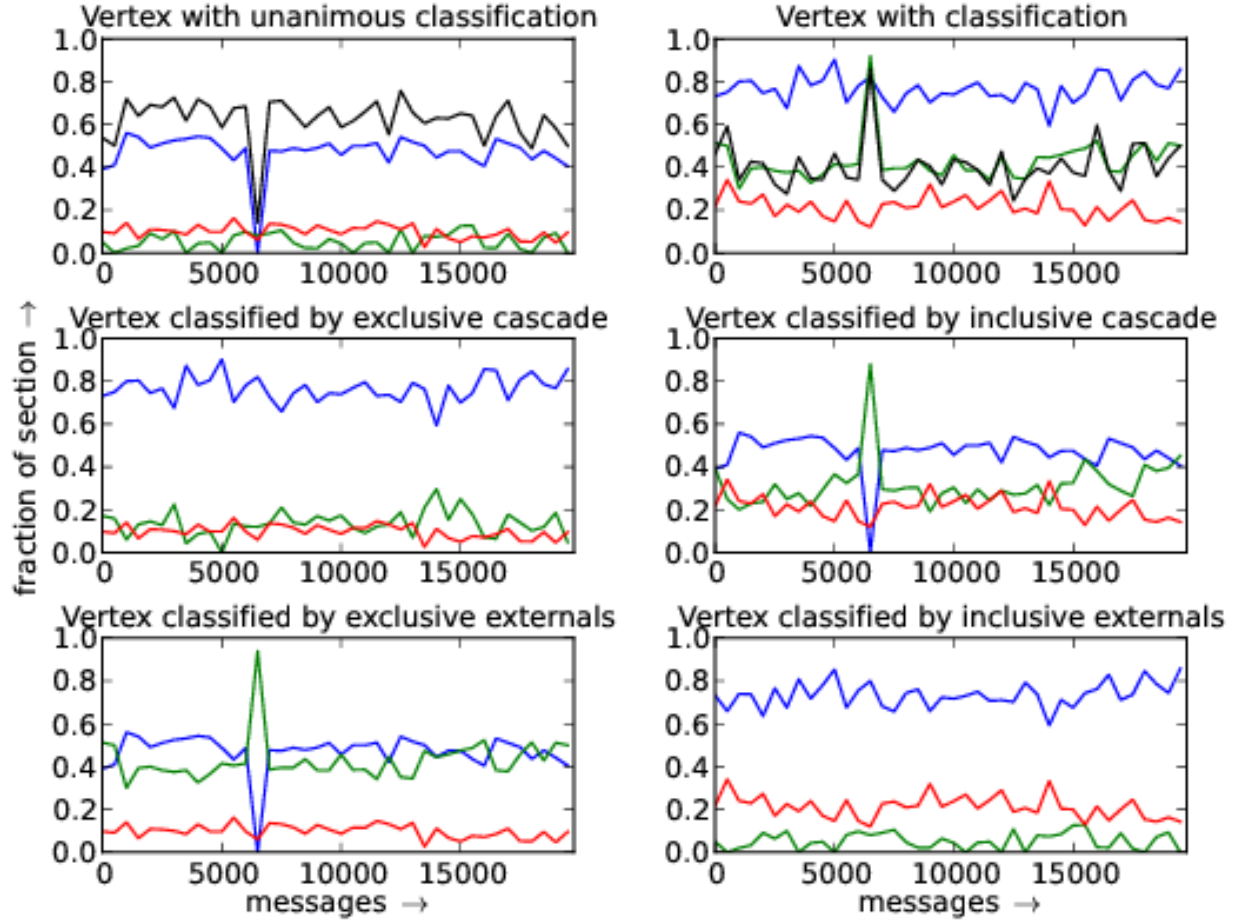 Vertex with unanimous classification
1.0
0.8
0.6
0.4
0.2
0.0
0 5000 10000 15000
Vertex with classification
1.0
0.8
0.6
0.4
0.2
0.0
0 5000 10000 15000
fraction of section →
Vertex classified by exclusive cascade
1.0
0.8
0.6
0.4
0.2
0.0
0 5000 10000 15000
Vertex classified by inclusive cascade
1.0
0.8
0.6
0.4
0.2
0.0
0 5000 10000 15000
Vertex classified by exclusive externals
1.0
0.8
0.6
0.4
0.2
0.0
0 5000 10000 15000
messages →
Vertex classified by inclusive externals
1.0
0.8
0.6
0.4
0.2
0.0
0 5000 10000 15000
messages →